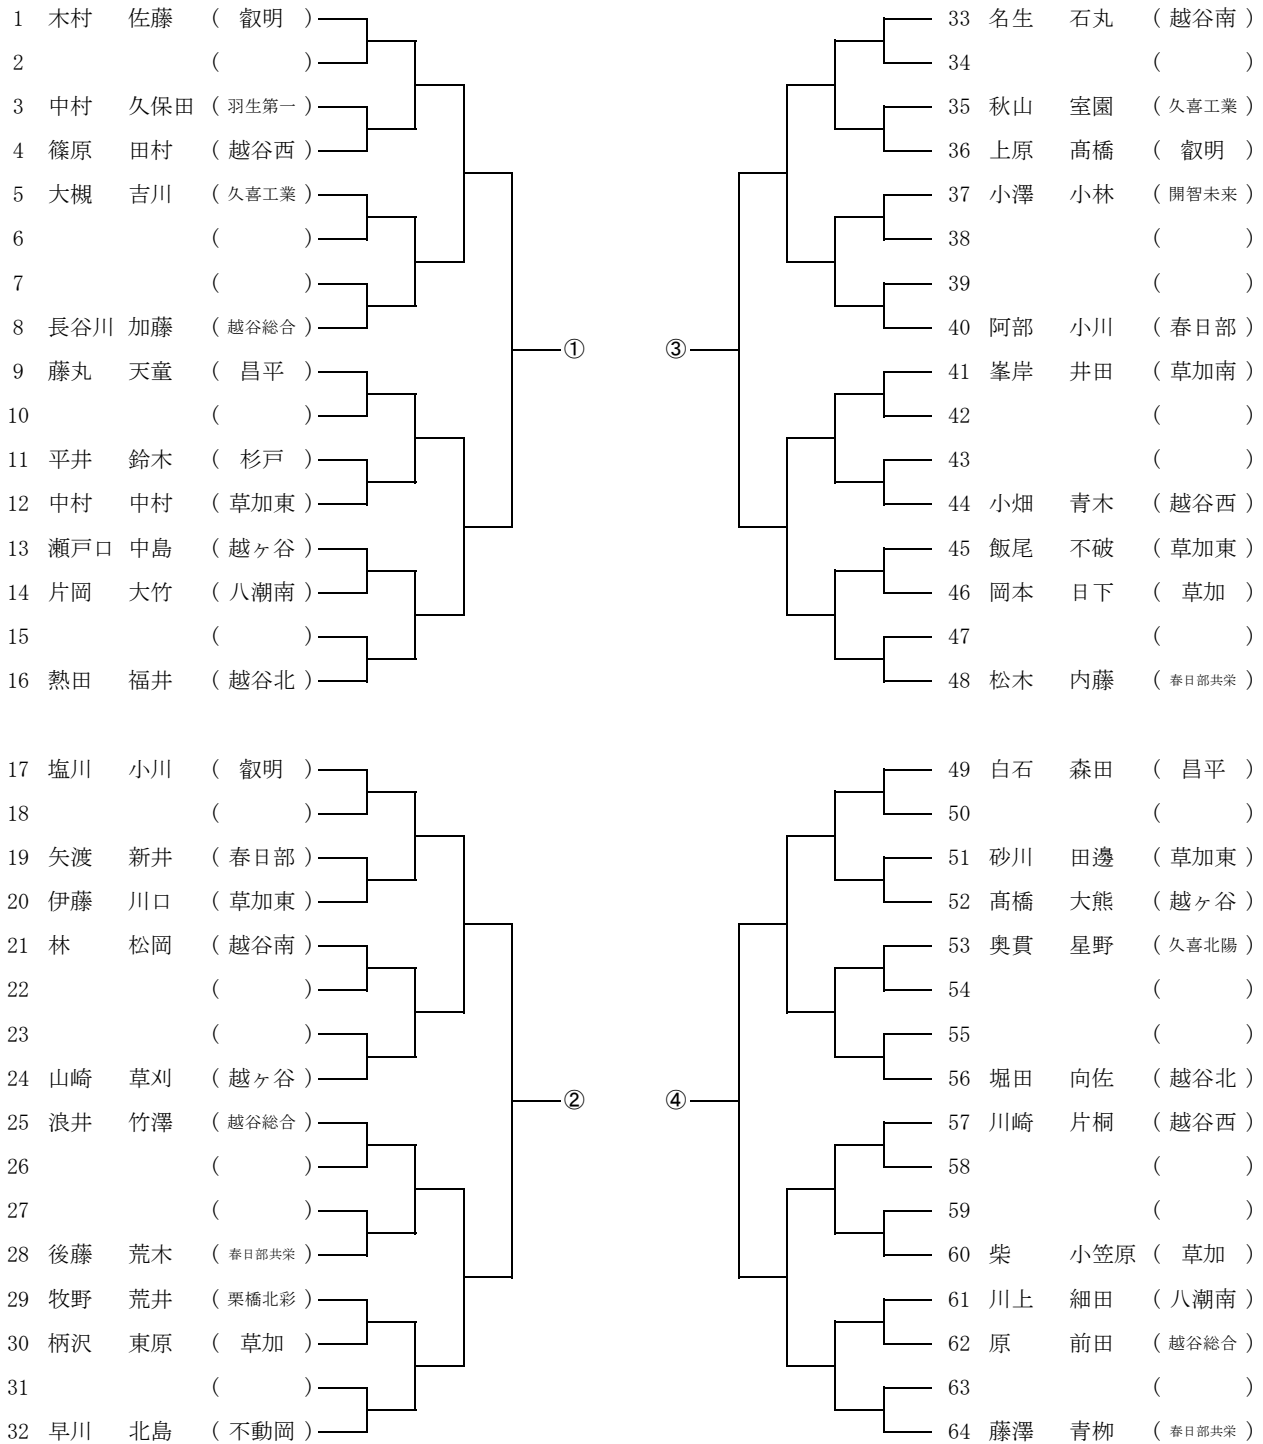 1 木村 佐藤 ( 叡明 )
2 ( )
3 中村 久保田 ( 羽生第一 )
4 篠原 田村 ( 越谷西 )
5 大槻 吉川 ( 久喜工業 )
6 ( )
7 ( )
8 長谷川 加藤 ( 越谷総合 )
①
9 藤丸 天童 ( 昌平 )
10 ( )
11 平井 鈴木 ( 杉戸 )
12 中村 中村 ( 草加東 )
13 瀬戸口 中島 ( 越ヶ谷 )
14 片岡 大竹 ( 八潮南 )
15 ( )
16 熱田 福井 ( 越谷北 )
17 塩川 小川 ( 叡明 )
18 ( )
19 矢渡 新井 ( 春日部 )
20 伊藤 川口 ( 草加東 )
21 林 松岡 ( 越谷南 )
22 ( )
23 ( )
24 山崎 草刈 ( 越ヶ谷 )
②
25 浪井 竹澤 ( 越谷総合 )
26 ( )
27 ( )
28 後藤 荒木 ( 春日部共栄 )
29 牧野 荒井 ( 栗橋北彩 )
30 柄沢 東原 ( 草加 )
31 ( )
32 早川 北島 ( 不動岡 )
33 名生 石丸 ( 越谷南 )
34 ( )
35 秋山 室園 ( 久喜工業 )
36 上原 髙橋 ( 叡明 )
37 小澤 小林 ( 開智未来 )
38 ( )
39 ( )
40 阿部 小川 ( 春日部 )
③
41 峯岸 井田 ( 草加南 )
42 ( )
43 ( )
44 小畑 青木 ( 越谷西 )
45 飯尾 不破 ( 草加東 )
46 岡本 日下 ( 草加 )
47 ( )
48 松木 内藤 ( 春日部共栄 )
49 白石 森田 ( 昌平 )
50 ( )
51 砂川 田邊 ( 草加東 )
52 髙橋 大熊 ( 越ヶ谷 )
53 奥貫 星野 ( 久喜北陽 )
54 ( )
55 ( )
56 堀田 向佐 ( 越谷北 )
④
57 川崎 片桐 ( 越谷西 )
58 ( )
59 ( )
60 柴 小笠原 ( 草加 )
61 川上 細田 ( 八潮南 )
62 原 前田 ( 越谷総合 )
63 ( )
64 藤澤 青栁 ( 春日部共栄 )